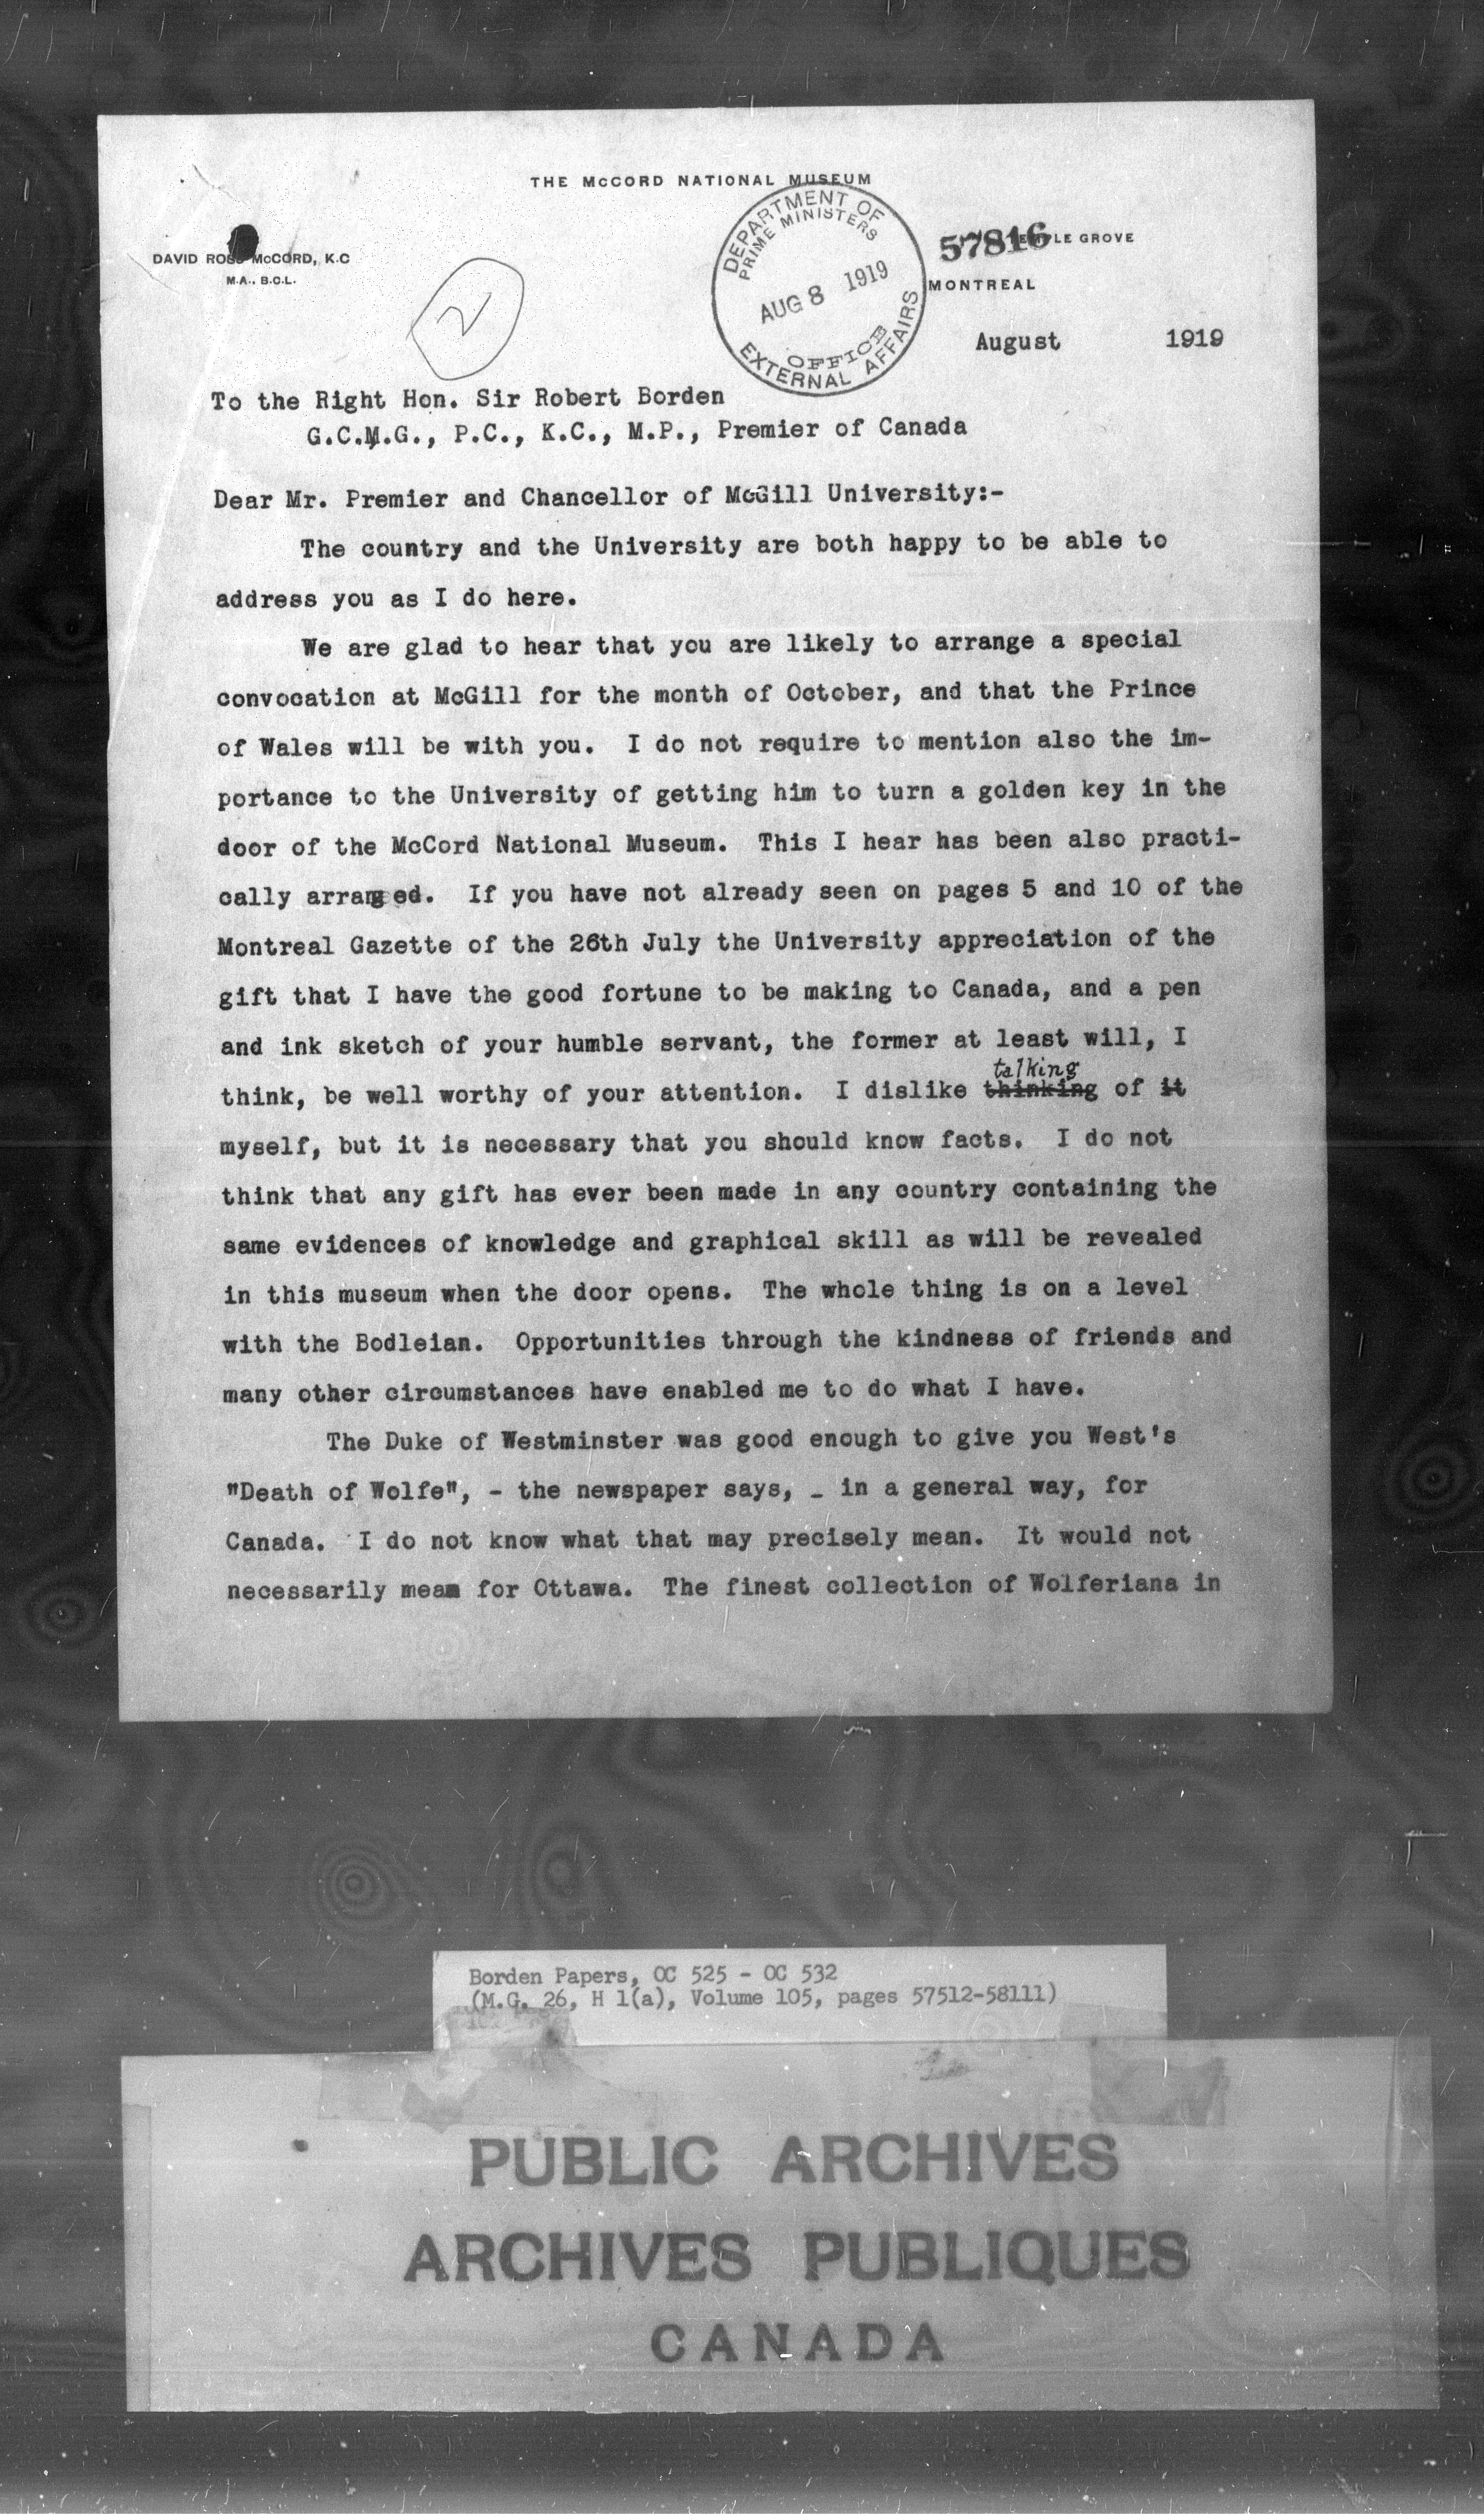 THE McCORD NATIONAL MUSEUM
DEPARTMENT OF
PRIME MINISTERS
AUG 8 1919
OFFICE
EXTERNAL AFFAIRS
57816
PLE GROVE
DAVID ROSS McCORD, K.C
M.A., B.C.L.
MONTREAL
2
August 1919
To the Right Hon. Sir Robert Borden
G.C.M.G., P.C., K.C., M.P., Premier of Canada
Dear Mr. Premier and Chancellor of McGill University:-
The country and the University are both happy to be able to
address you as I do here.
We are glad to hear that you are likely to arrange a special
convocation at McGill for the month of October, and that the Prince
of Wales will be with you. I do not require to mention also the im-
portance to the University of getting him to turn a golden key in the
door of the McCord National Museum. This I hear has been also practi-
cally arranged. If you have not already seen on pages 5 and 10 of the
Montreal Gazette of the 26th July the University appreciation of the
gift that I have the good fortune to be making to Canada, and a pen
and ink sketch of your humble servant, the former at least will, I
talking
think, be well worthy of your attention. I dislike thinking of it
myself, but it is necessary that you should know facts. I do not
think that any gift has ever been made in any country containing the
same evidences of knowledge and graphical skill as will be revealed
in this museum when the door opens. The whole thing is on a level
with the Bodleian. Opportunities through the kindness of friends and
many other circumstances have enabled me to do what I have.
The Duke of Westminster was good enough to give you West's
"Death of Wolfe", - the newspaper says, - in a general way, for
Canada. I do not know what that may precisely mean. It would not
necessarily mean for Ottawa. The finest collection of Wolferiana in
Borden Papers, OC 525 - OC 532
(M.G. 26, H 1(a), Volume 105, pages 57512-58111)
PUBLIC ARCHIVES
ARCHIVES PUBLIQUES
CANADA